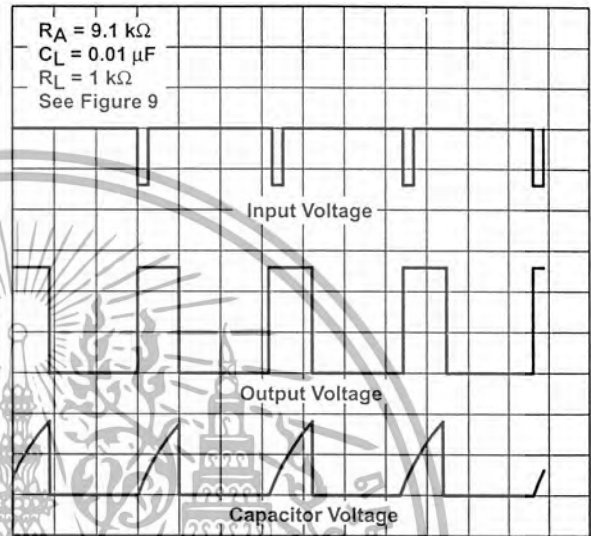 RA = 9.1 kΩ
CL = 0.01 μF
RL = 1 kΩ
See Figure 9
Input Voltage
Output Voltage
Capacitor Voltage